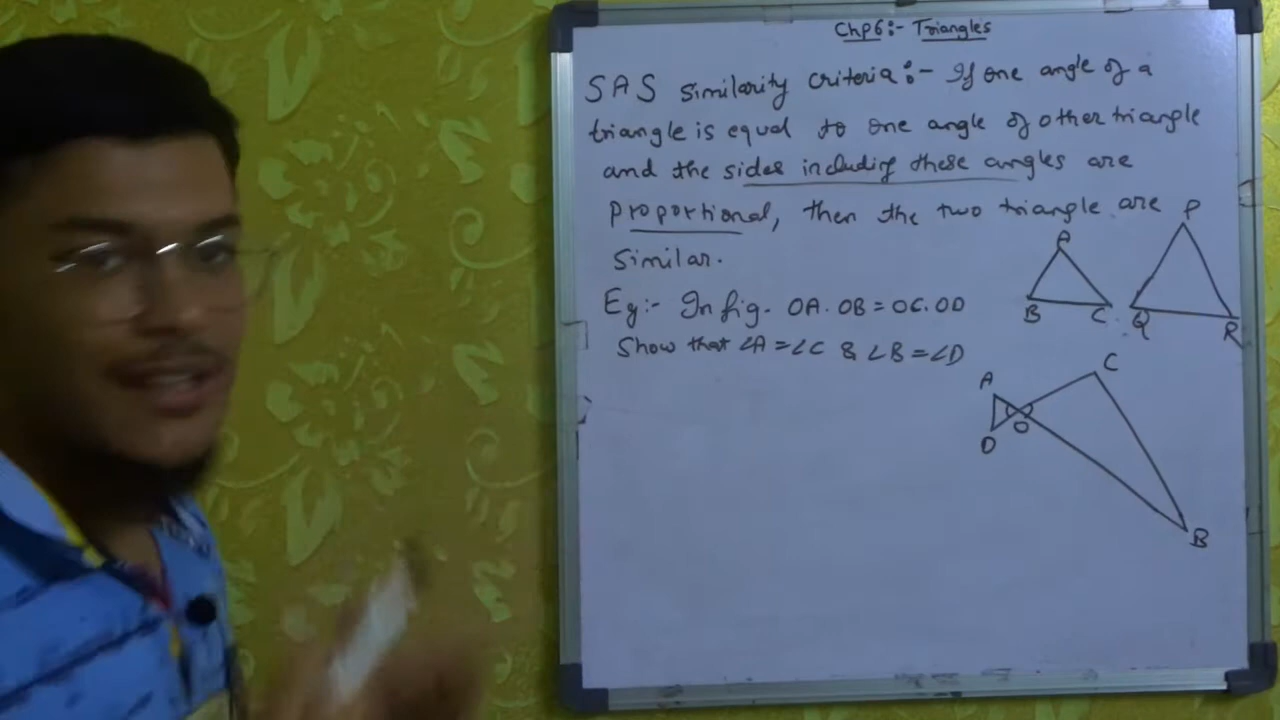 Chp6:- Triangles
SAS similarity criteria:- If one angle of a
triangle is equal to one angle of other triangle
and the sides including these angles are
proportional, then the two triangle are
similar.
Eg:- In fig. OA.OB = OC.OD
Show that ∠A = ∠C & ∠B = ∠D
A
B C
P
Q R
A
C
D
O
B